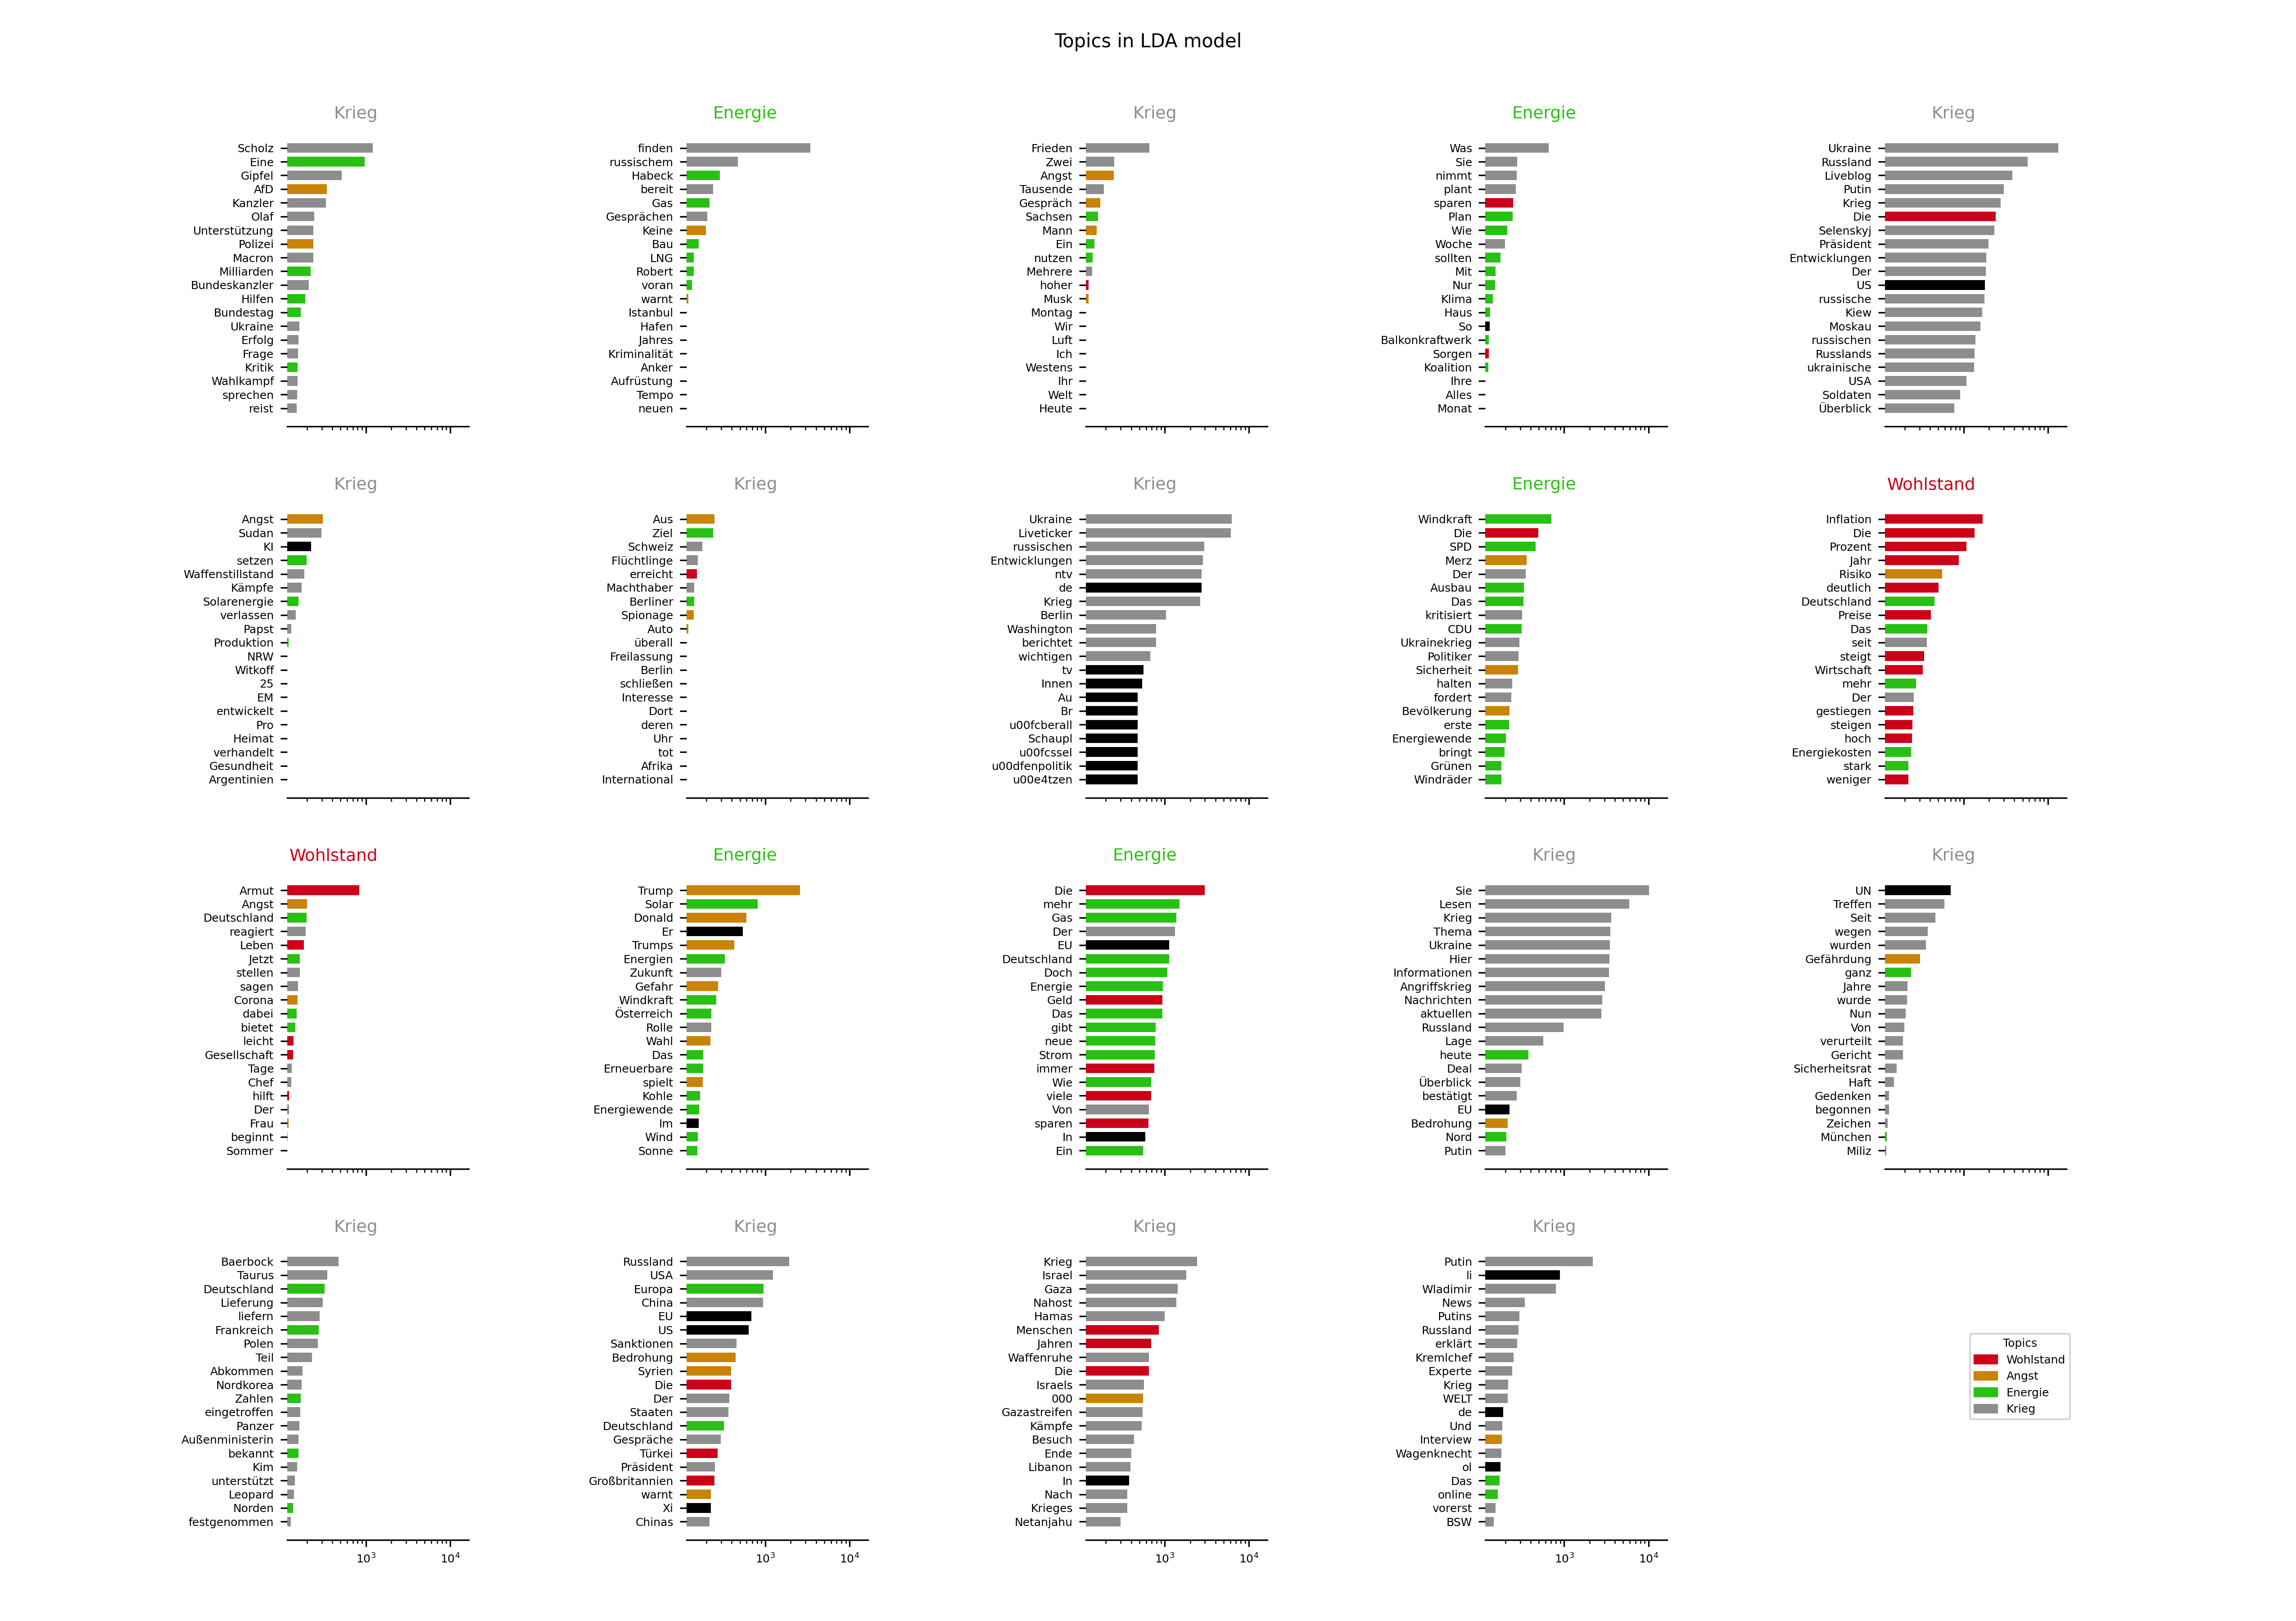 Topics in LDA model
Krieg
Scholz
Eine
Gipfel
AfD
Kanzler
Olaf
Unterstützung
Polizei
Macron
Milliarden
Bundeskanzler
Hilfen
Bundestag
Ukraine
Erfolg
Frage
Kritik
Wahlkampf
sprechen
reist
Energie
finden
russischem
Habeck
bereit
Gas
Gesprächen
Keine
Bau
LNG
Robert
voran
warnt
Istanbul
Hafen
Jahres
Kriminalität
Anker
Aufrüstung
Tempo
neuen
Krieg
Frieden
Zwei
Angst
Tausende
Gespräch
Sachsen
Mann
Ein
nutzen
Mehrere
hoher
Musk
Montag
Wir
Luft
Ich
Westens
Ihr
Welt
Heute
Energie
Was
Sie
nimmt
plant
sparen
Plan
Wie
Woche
sollten
Mit
Nur
Klima
Haus
So
Balkonkraftwerk
Sorgen
Koalition
Ihre
Alles
Monat
Krieg
Ukraine
Russland
Liveblog
Putin
Krieg
Die
Selenskyj
Präsident
Entwicklungen
Der
US
russische
Kiew
Moskau
russischen
Russlands
ukrainische
USA
Soldaten
Überblick
Krieg
Angst
Sudan
KI
setzen
Waffenstillstand
Kämpfe
Solarenergie
verlassen
Papst
Produktion
NRW
Witkoff
25
EM
entwickelt
Pro
Heimat
verhandelt
Gesundheit
Argentinien
Krieg
Aus
Ziel
Schweiz
Flüchtlinge
erreicht
Machthaber
Berliner
Spionage
Auto
überall
Freilassung
Berlin
schließen
Interesse
Dort
deren
Uhr
tot
Afrika
International
Krieg
Ukraine
Liveticker
russischen
Entwicklungen
ntv
de
Krieg
Berlin
Washington
berichtet
wichtigen
tv
Innen
Au
Br
u00fcberall
Schaupl
u00fcssel
u00dfenpolitik
u00e4tzen
Energie
Windkraft
Die
SPD
Merz
Der
Ausbau
Das
kritisiert
CDU
Ukrainekrieg
Politiker
Sicherheit
halten
fordert
Bevölkerung
erste
Energiewende
bringt
Grünen
Windräder
Wohlstand
Inflation
Die
Prozent
Jahr
Risiko
deutlich
Deutschland
Preise
Das
seit
steigt
Wirtschaft
mehr
Der
gestiegen
steigen
hoch
Energiekosten
stark
weniger
Wohlstand
Armut
Angst
Deutschland
reagiert
Leben
Jetzt
stellen
sagen
Corona
dabei
bietet
leicht
Gesellschaft
Tage
Chef
hilft
Der
Frau
beginnt
Sommer
Energie
Trump
Solar
Donald
Er
Trumps
Energien
Zukunft
Gefahr
Windkraft
Österreich
Rolle
Wahl
Das
Erneuerbare
spielt
Kohle
Energiewende
Im
Wind
Sonne
Energie
Die
mehr
Gas
Der
EU
Deutschland
Doch
Energie
Geld
Das
gibt
neue
Strom
immer
Wie
viele
Von
sparen
In
Ein
Krieg
Sie
Lesen
Krieg
Thema
Ukraine
Hier
Informationen
Angriffskrieg
Nachrichten
aktuellen
Russland
Lage
heute
Deal
Überblick
bestätigt
EU
Bedrohung
Nord
Putin
Krieg
UN
Treffen
Seit
wegen
wurden
Gefährdung
ganz
Jahre
wurde
Nun
Von
verurteilt
Gericht
Sicherheitsrat
Haft
Gedenken
begonnen
Zeichen
München
Miliz
Krieg
Baerbock
Taurus
Deutschland
Lieferung
liefern
Frankreich
Polen
Teil
Abkommen
Nordkorea
Zahlen
eingetroffen
Panzer
Außenministerin
bekannt
Kim
unterstützt
Leopard
Norden
festgenommen
10³ 10⁴
Krieg
Russland
USA
Europa
China
EU
US
Sanktionen
Bedrohung
Syrien
Die
Der
Staaten
Deutschland
Gespräche
Türkei
Präsident
Großbritannien
warnt
Xi
Chinas
10³ 10⁴
Krieg
Krieg
Israel
Gaza
Nahost
Hamas
Menschen
Jahren
Waffenruhe
Die
Israels
000
Gazastreifen
Kämpfe
Besuch
Ende
Libanon
In
Nach
Krieges
Netanjahu
10³ 10⁴
Krieg
Putin
li
Wladimir
News
Putins
Russland
erklärt
Kremlchef
Experte
Krieg
WELT
de
Und
Interview
Wagenknecht
ol
Das
online
vorerst
BSW
10³ 10⁴
Topics
Wohlstand
Angst
Energie
Krieg